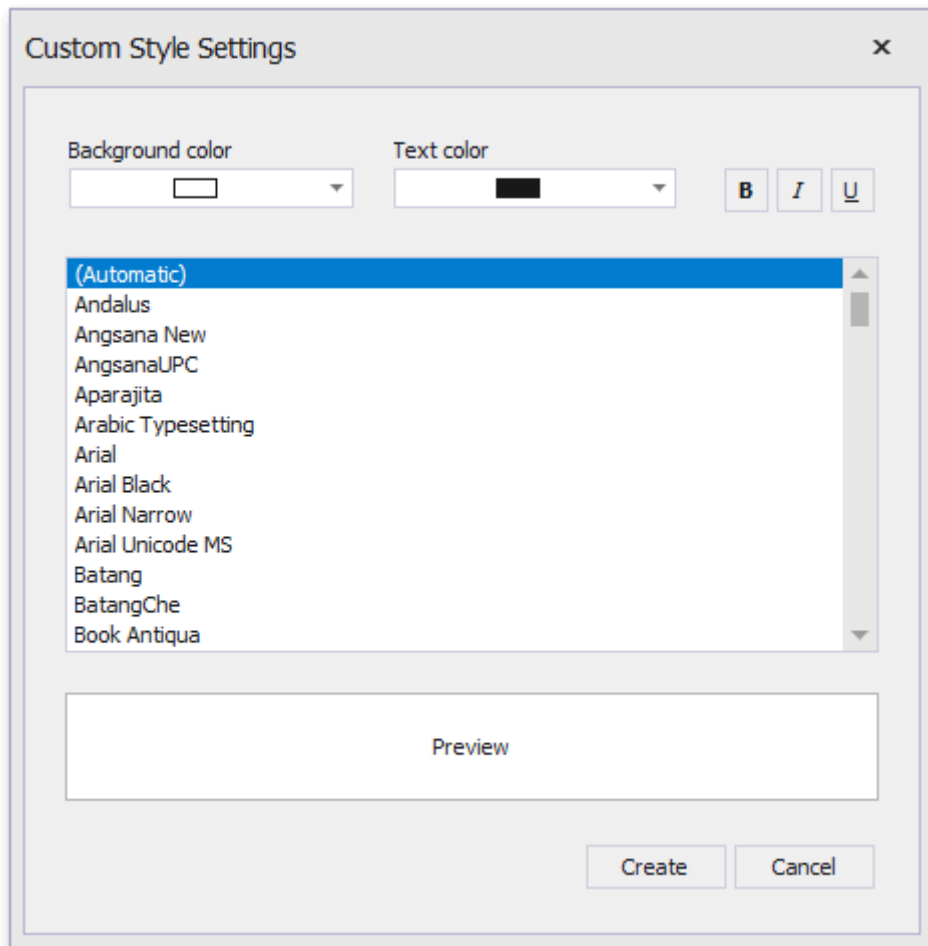 Custom Style Settings
Background color
Text color
B I U
(Automatic)
Andalus
Angsana New
AngsanaUPC
Aparajita
Arabic Typesetting
Arial
Arial Black
Arial Narrow
Arial Unicode MS
Batang
BatangChe
Book Antiqua
Preview
Create
Cancel